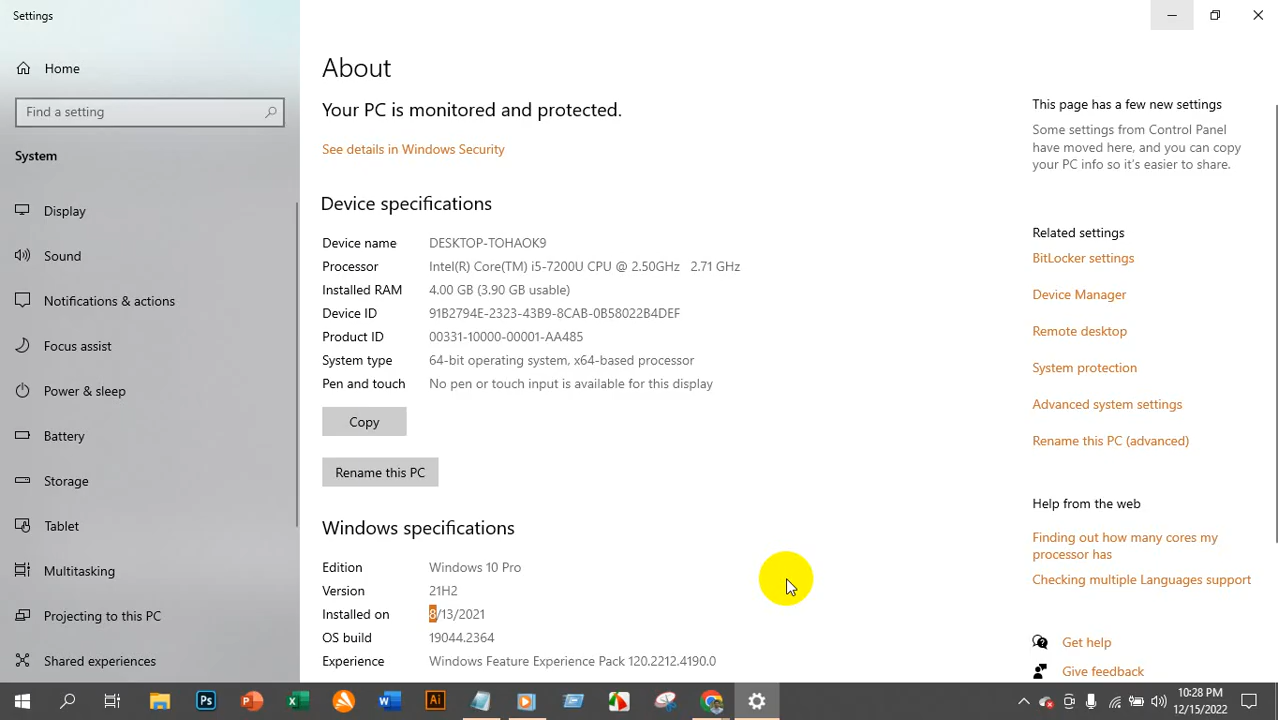 Settings
Home
Find a setting
System
Display
Sound
Notifications & actions
Focus assist
Power & sleep
Battery
Storage
Tablet
Multitasking
Projecting to this PC
Shared experiences
About
Your PC is monitored and protected.
See details in Windows Security
Device specifications
Device name DESKTOP-TOHAOK9
Processor Intel(R) Core(TM) i5-7200U CPU @ 2.50GHz 2.71 GHz
Installed RAM 4.00 GB (3.90 GB usable)
Device ID 91B2794E-2323-43B9-8CAB-0B58022B4DEF
Product ID 00331-10000-00001-AA485
System type 64-bit operating system, x64-based processor
Pen and touch No pen or touch input is available for this display
Copy
Rename this PC
Windows specifications
Edition Windows 10 Pro
Version 21H2
Installed on 8/13/2021
OS build 19044.2364
Experience Windows Feature Experience Pack 120.2212.4190.0
This page has a few new settings
Some settings from Control Panel
have moved here, and you can copy
your PC info so it's easier to share.
Related settings
BitLocker settings
Device Manager
Remote desktop
System protection
Advanced system settings
Rename this PC (advanced)
Help from the web
Finding out how many cores my
processor has
Checking multiple Languages support
Get help
Give feedback
Ps
Ai
10:28 PM
12/15/2022